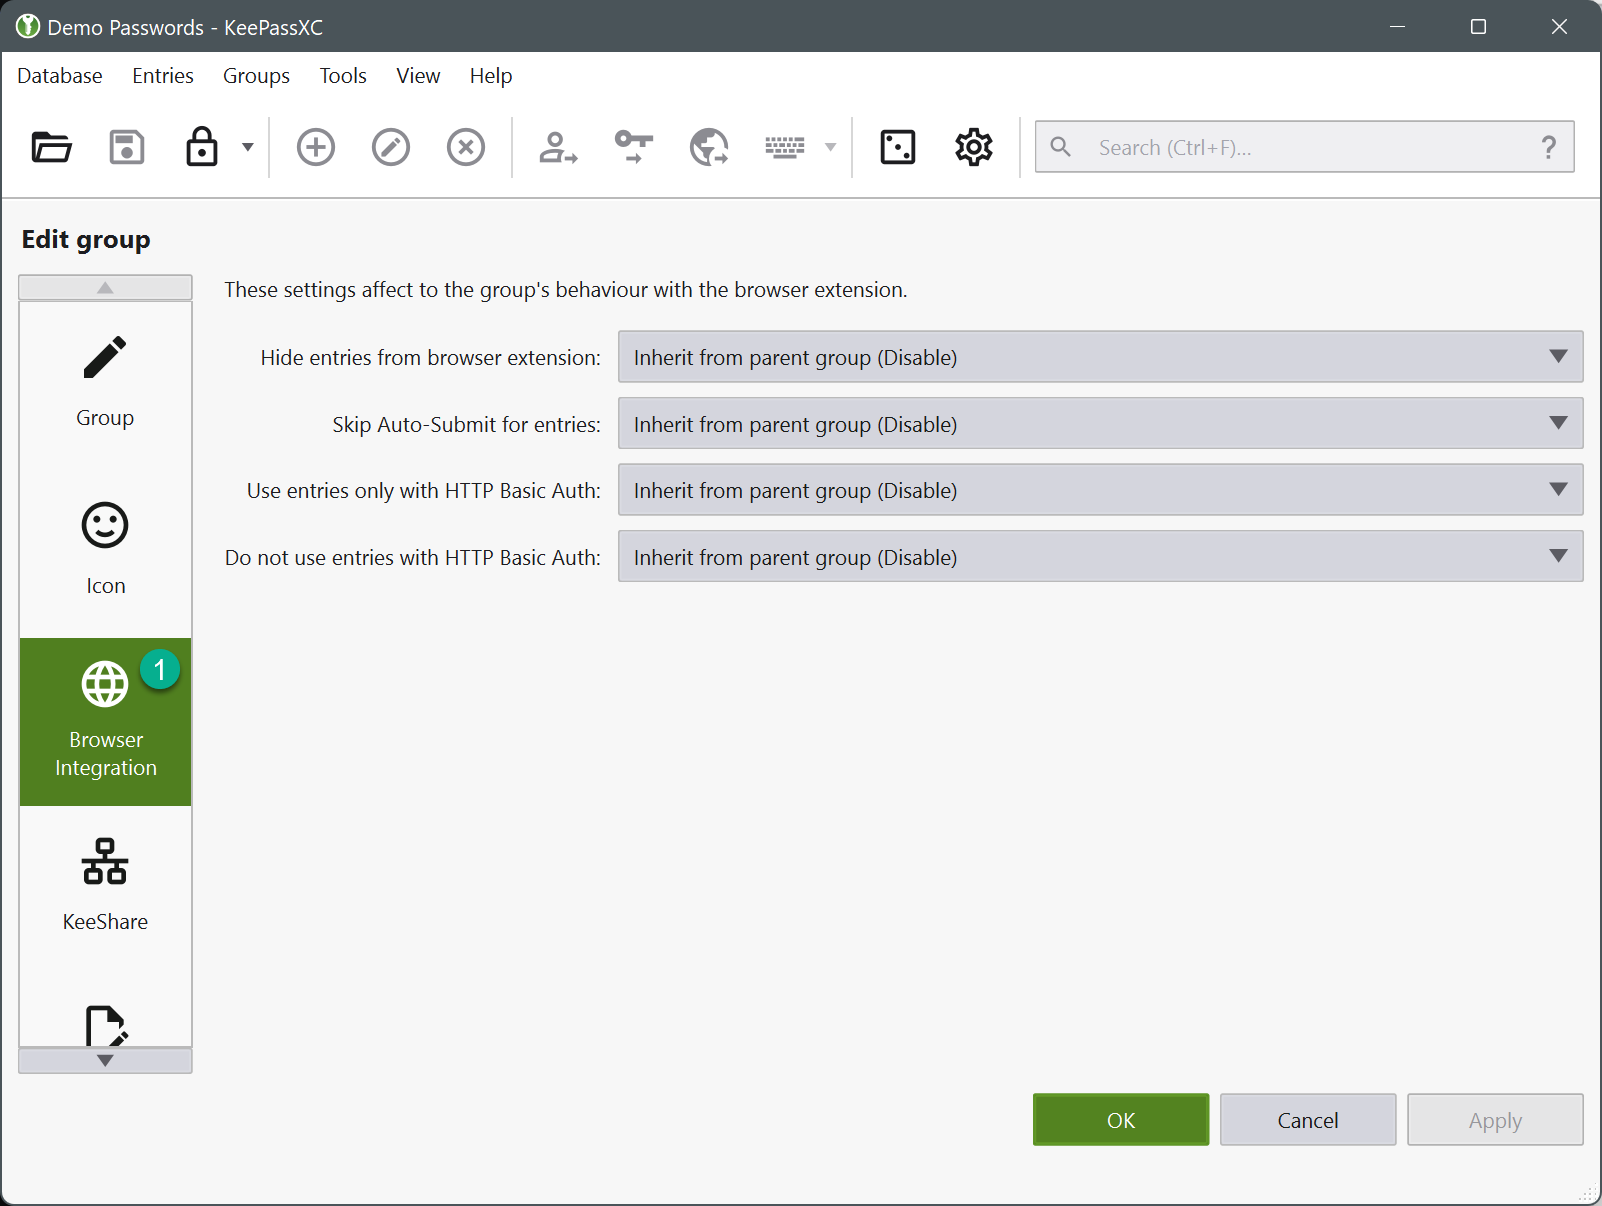 Demo Passwords - KeePassXC
Database Entries Groups Tools View Help
Search (Ctrl+F)... ?
Edit group
These settings affect to the group's behaviour with the browser extension.
Hide entries from browser extension: Inherit from parent group (Disable)
Skip Auto-Submit for entries: Inherit from parent group (Disable)
Use entries only with HTTP Basic Auth: Inherit from parent group (Disable)
Do not use entries with HTTP Basic Auth: Inherit from parent group (Disable)
Group
Icon
1
Browser
Integration
KeeShare
OK Cancel Apply